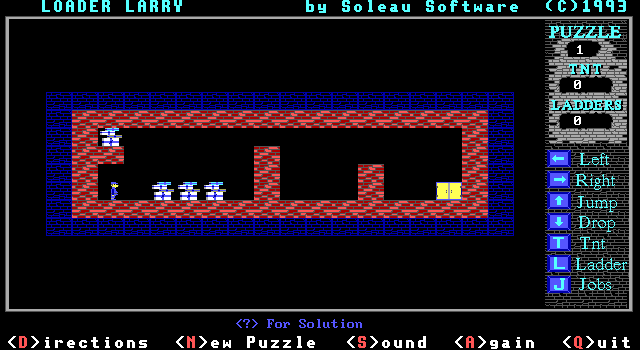 LOADER LARRY by Soleau Software (C)1993
PUZZLE
1
TNT
0
LADDERS
0
← Left
→ Right
↑ Jump
↓ Drop
T Tnt
L Ladder
J Jobs
<?> For Solution
<D>irections <N>ew Puzzle <S>ound <A>gain <Q>uit